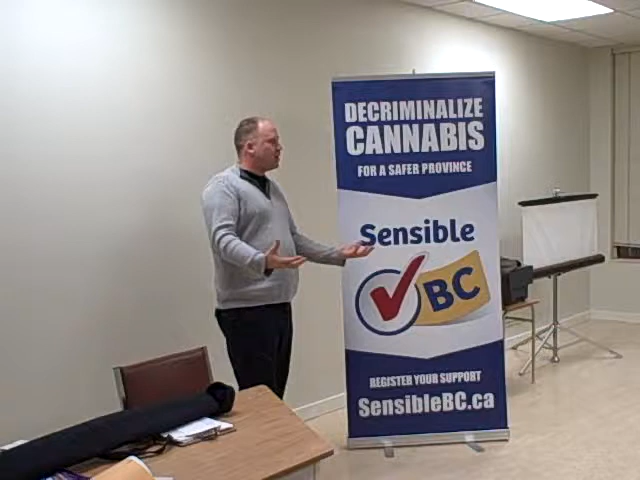 DECRIMINALIZE
CANNABIS
FOR A SAFER PROVINCE
Sensible
BC
REGISTER YOUR SUPPORT
SensibleBC.ca